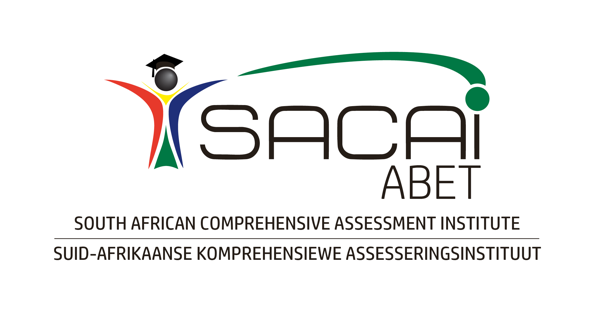 SACAi
ABET
SOUTH AFRICAN COMPREHENSIVE ASSESSMENT INSTITUTE
SUID-AFRIKAANSE KOMPREHENSIEWE ASSESSERINGSINSTITUUT